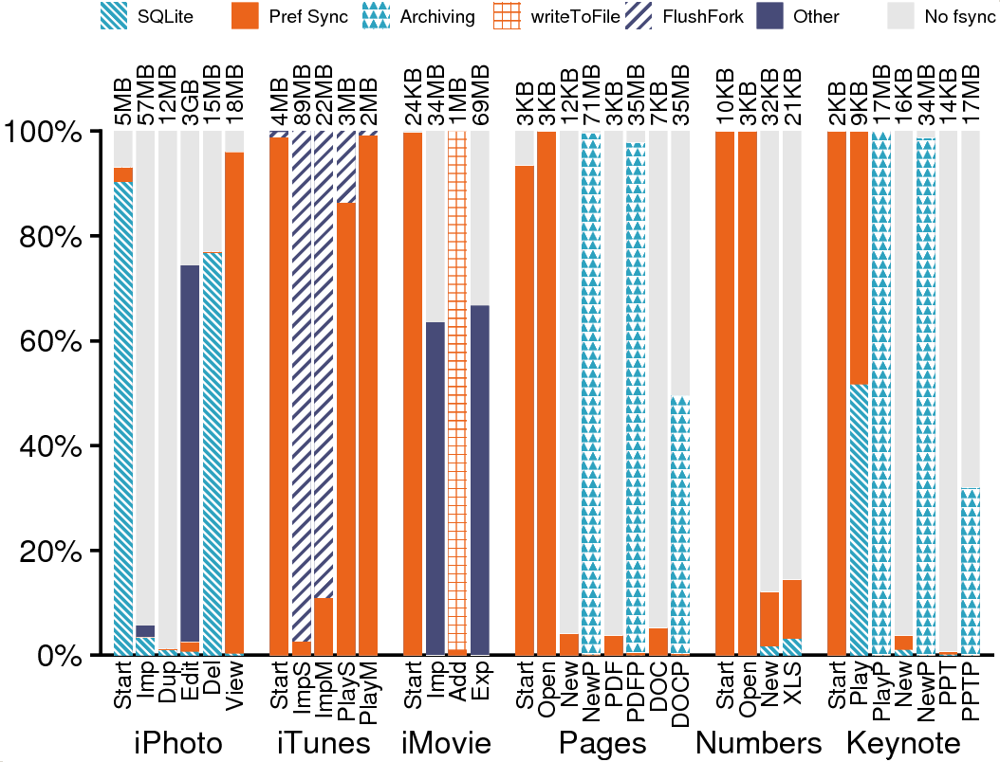 SQLite Pref Sync Archiving writeToFile FlushFork Other No fsync
5MB 57MB 12MB 3GB 15MB 18MB 4MB 89MB 22MB 3MB 2MB 24KB 34MB 1MB 69MB 3KB 3KB 12KB 71MB 3KB 35MB 7KB 35MB 10KB 3KB 32KB 21KB 2KB 9KB 17MB 16KB 34MB 14KB 17MB
100%
80%
60%
40%
20%
0%
Start Imp Dup Edit Del View Start ImpS ImpM PlayS PlayM Start Imp Add Exp Start Open New NewP PDF PDFP DOC DOCP Start Open New XLS Start Play PlayP New NewP PPT PPTP
iPhoto iTunes iMovie Pages Numbers Keynote